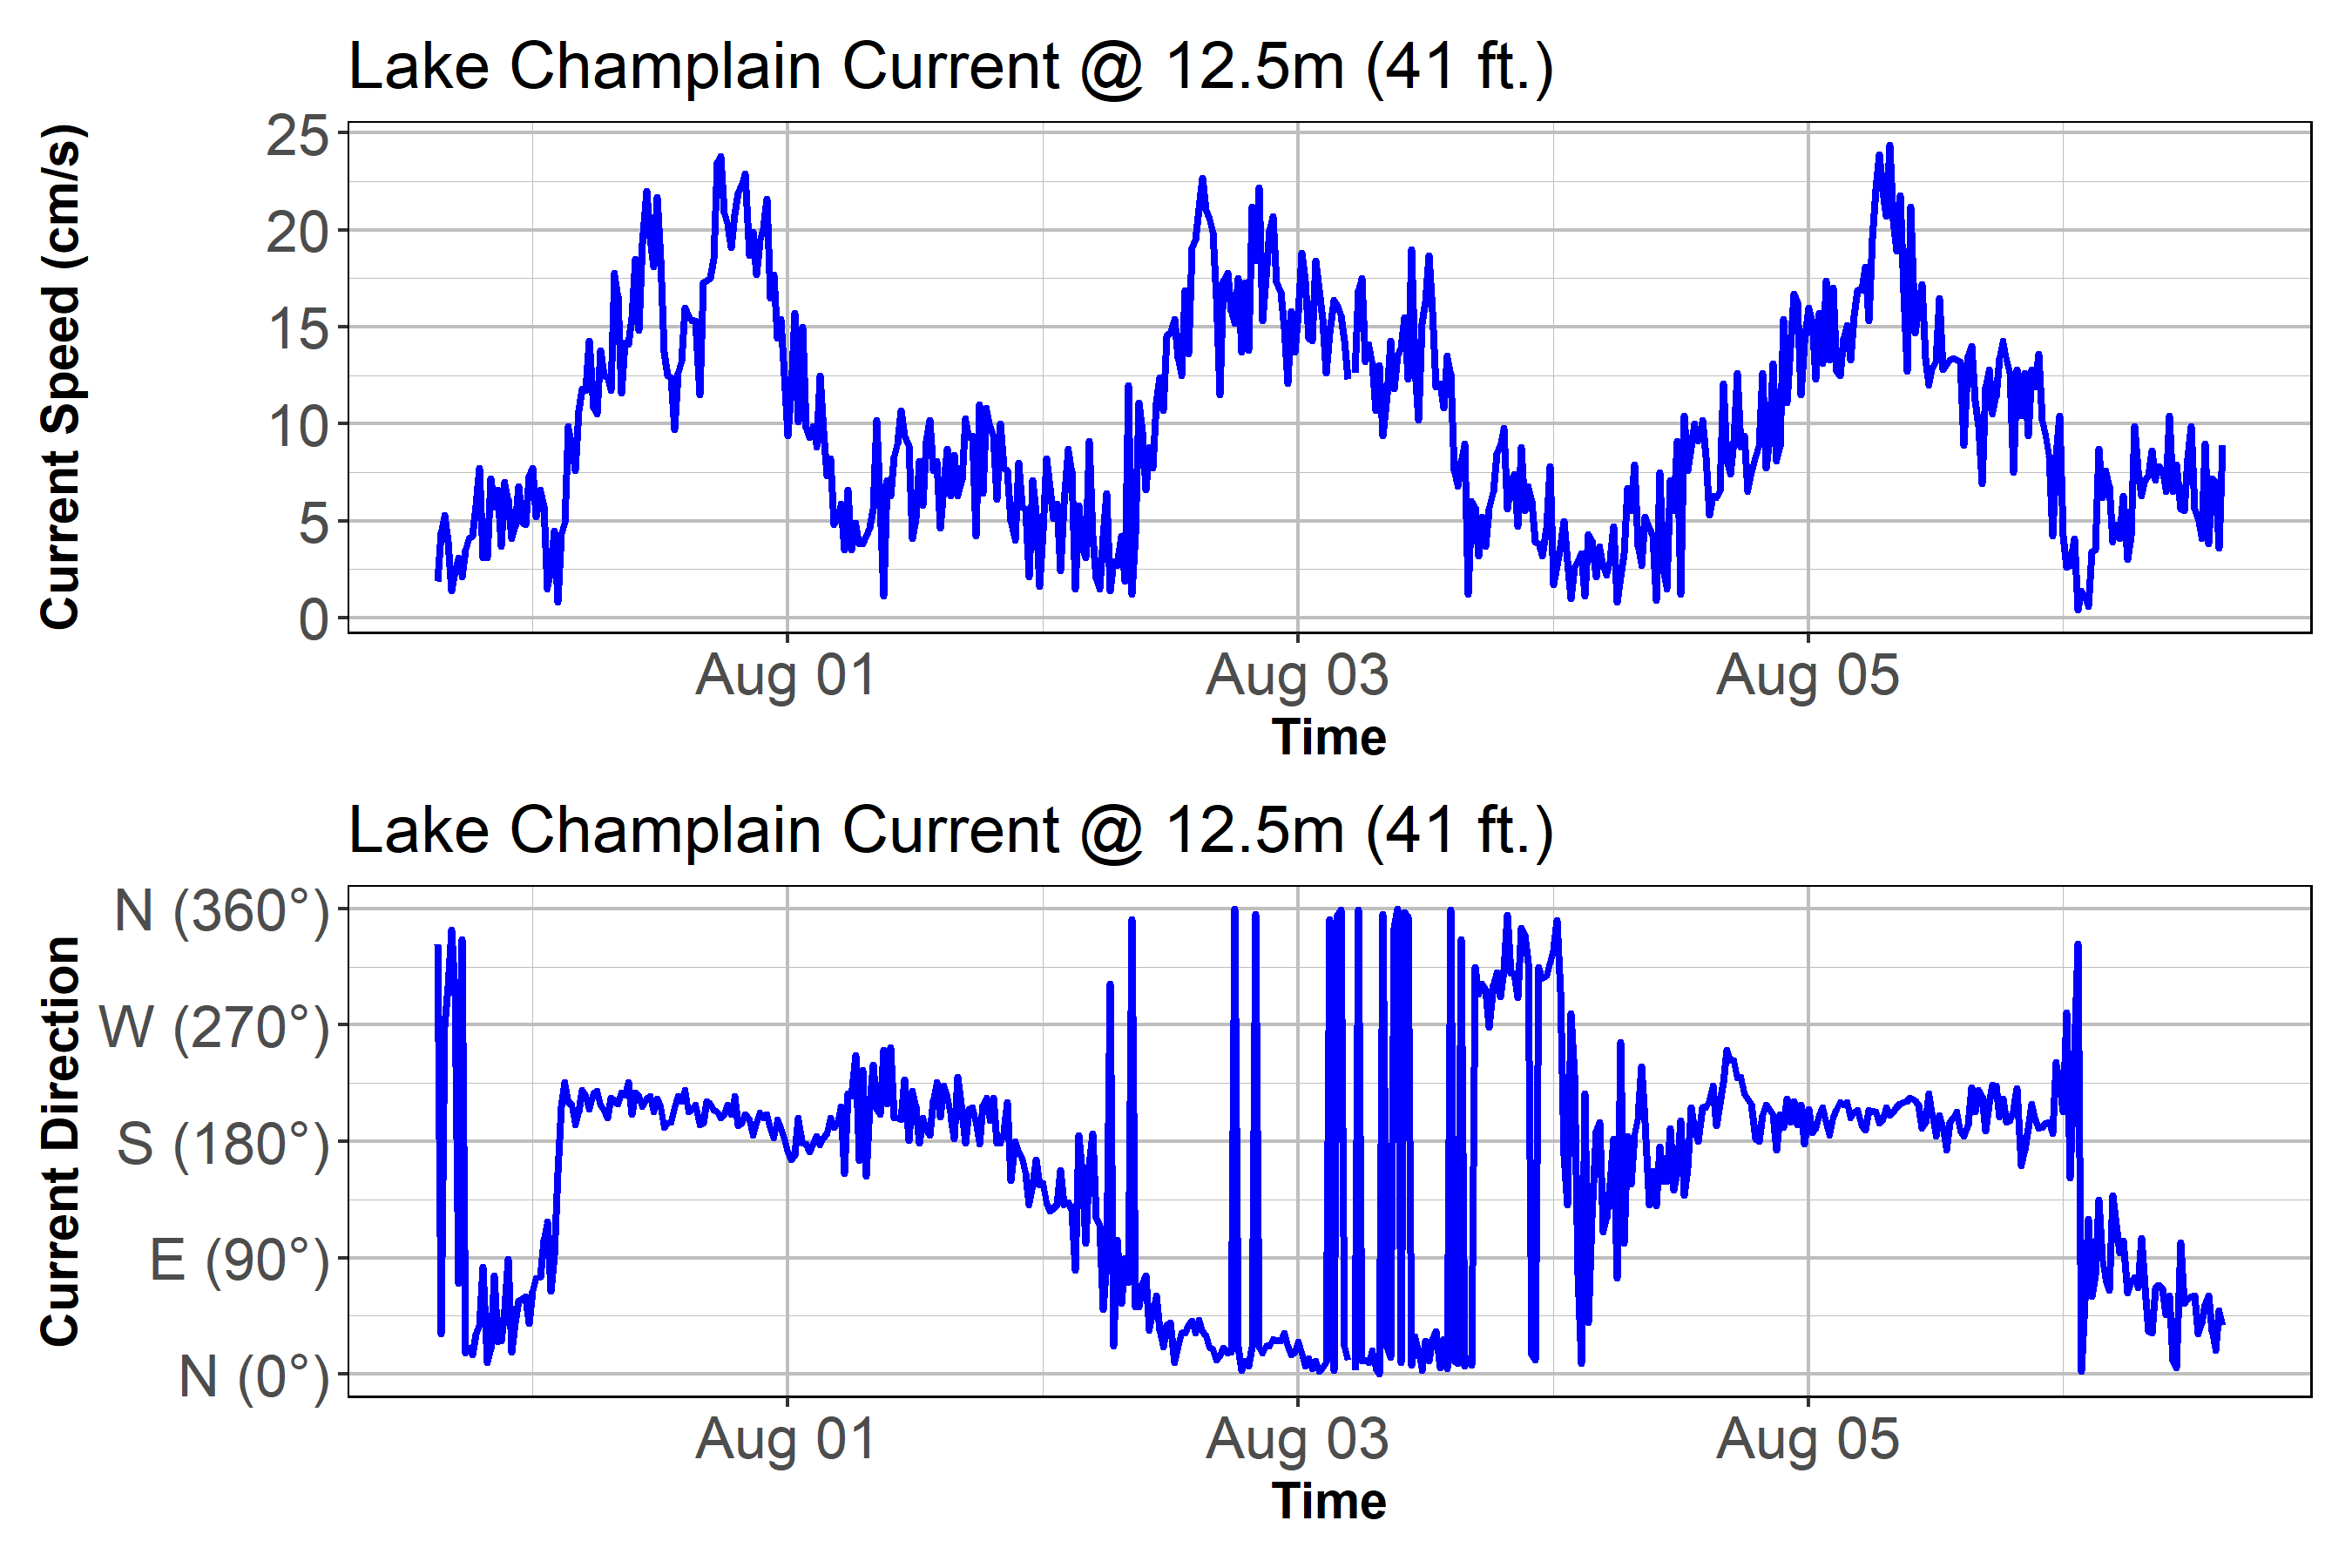 Lake Champlain Current @ 12.5m (41 ft.)
Current Speed (cm/s)
25
20
15
10
5
0
Aug 01
Aug 03
Aug 05
Time
Lake Champlain Current @ 12.5m (41 ft.)
Current Direction
N (360°)
W (270°)
S (180°)
E (90°)
N (0°)
Aug 01
Aug 03
Aug 05
Time